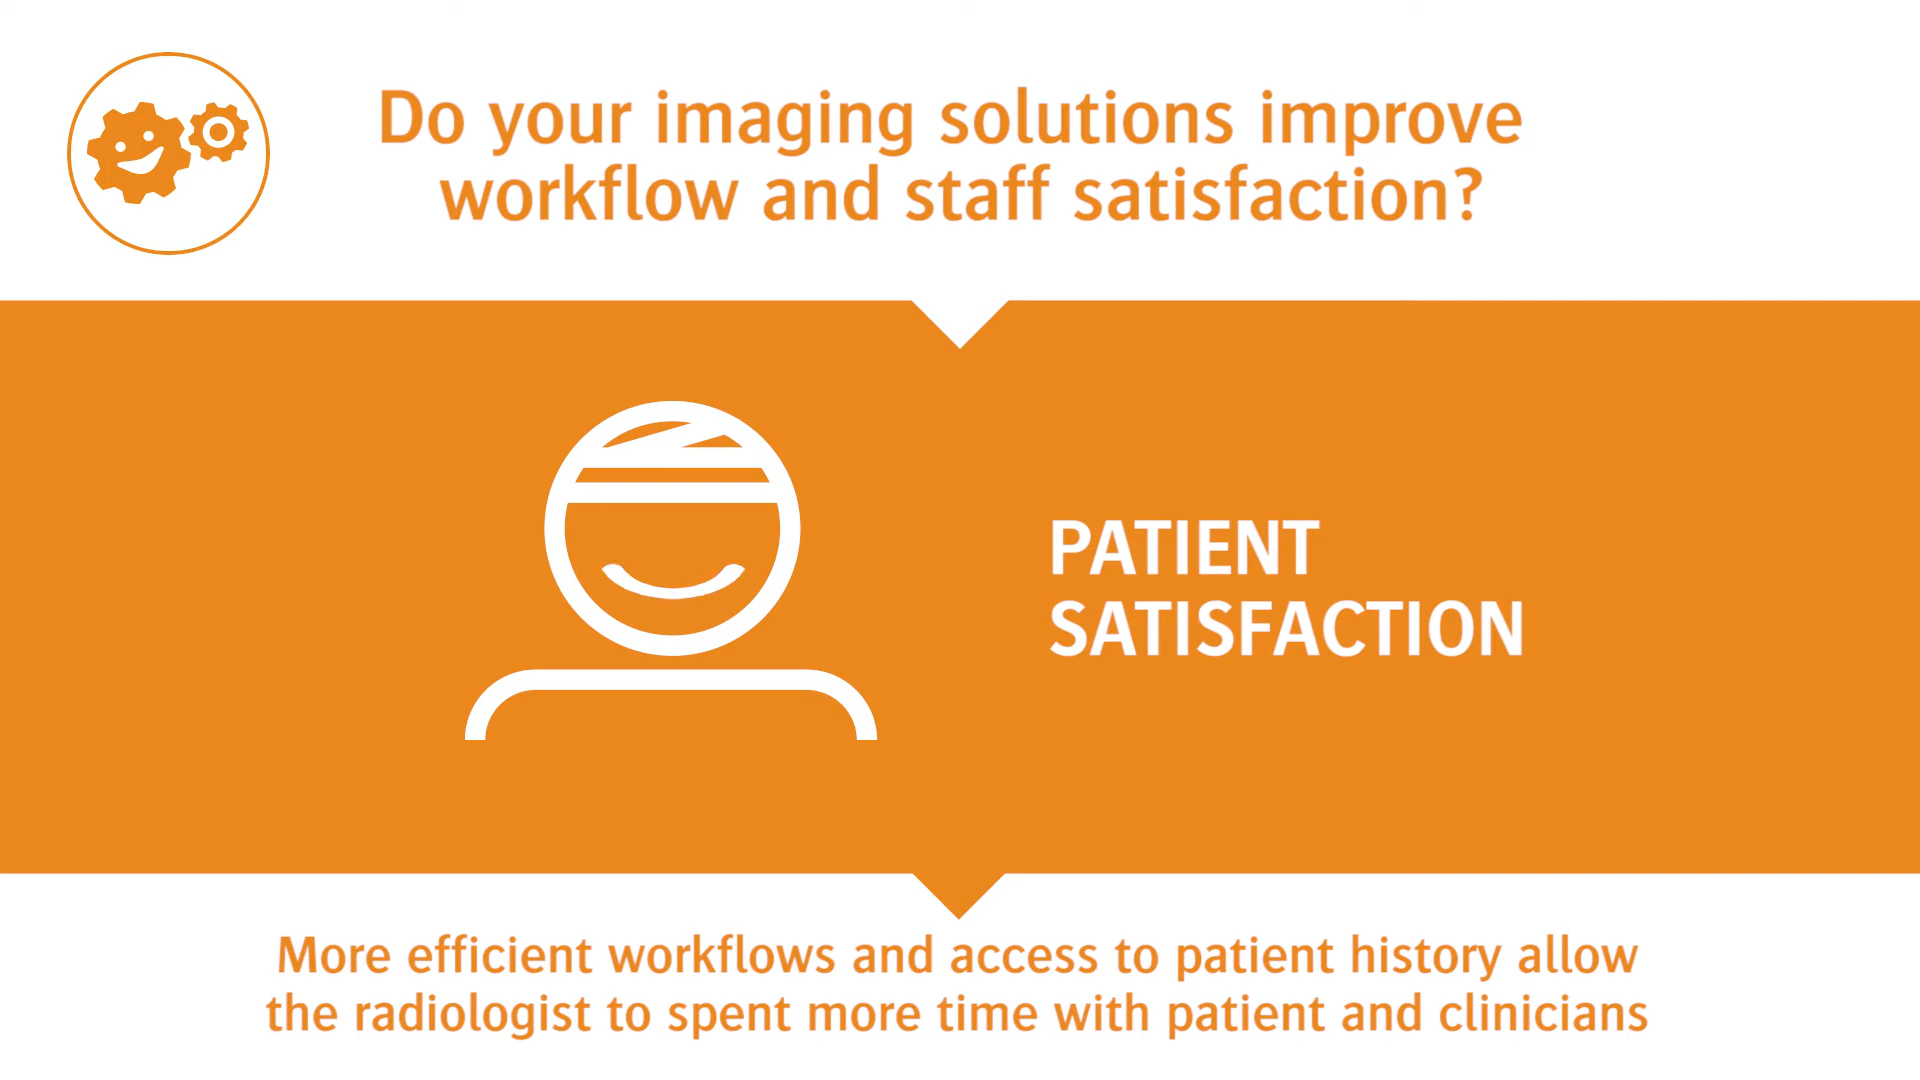 Do your imaging solutions improve
workflow and staff satisfaction?
PATIENT
SATISFACTION
More efficient workflows and access to patient history allow
the radiologist to spent more time with patient and clinicians